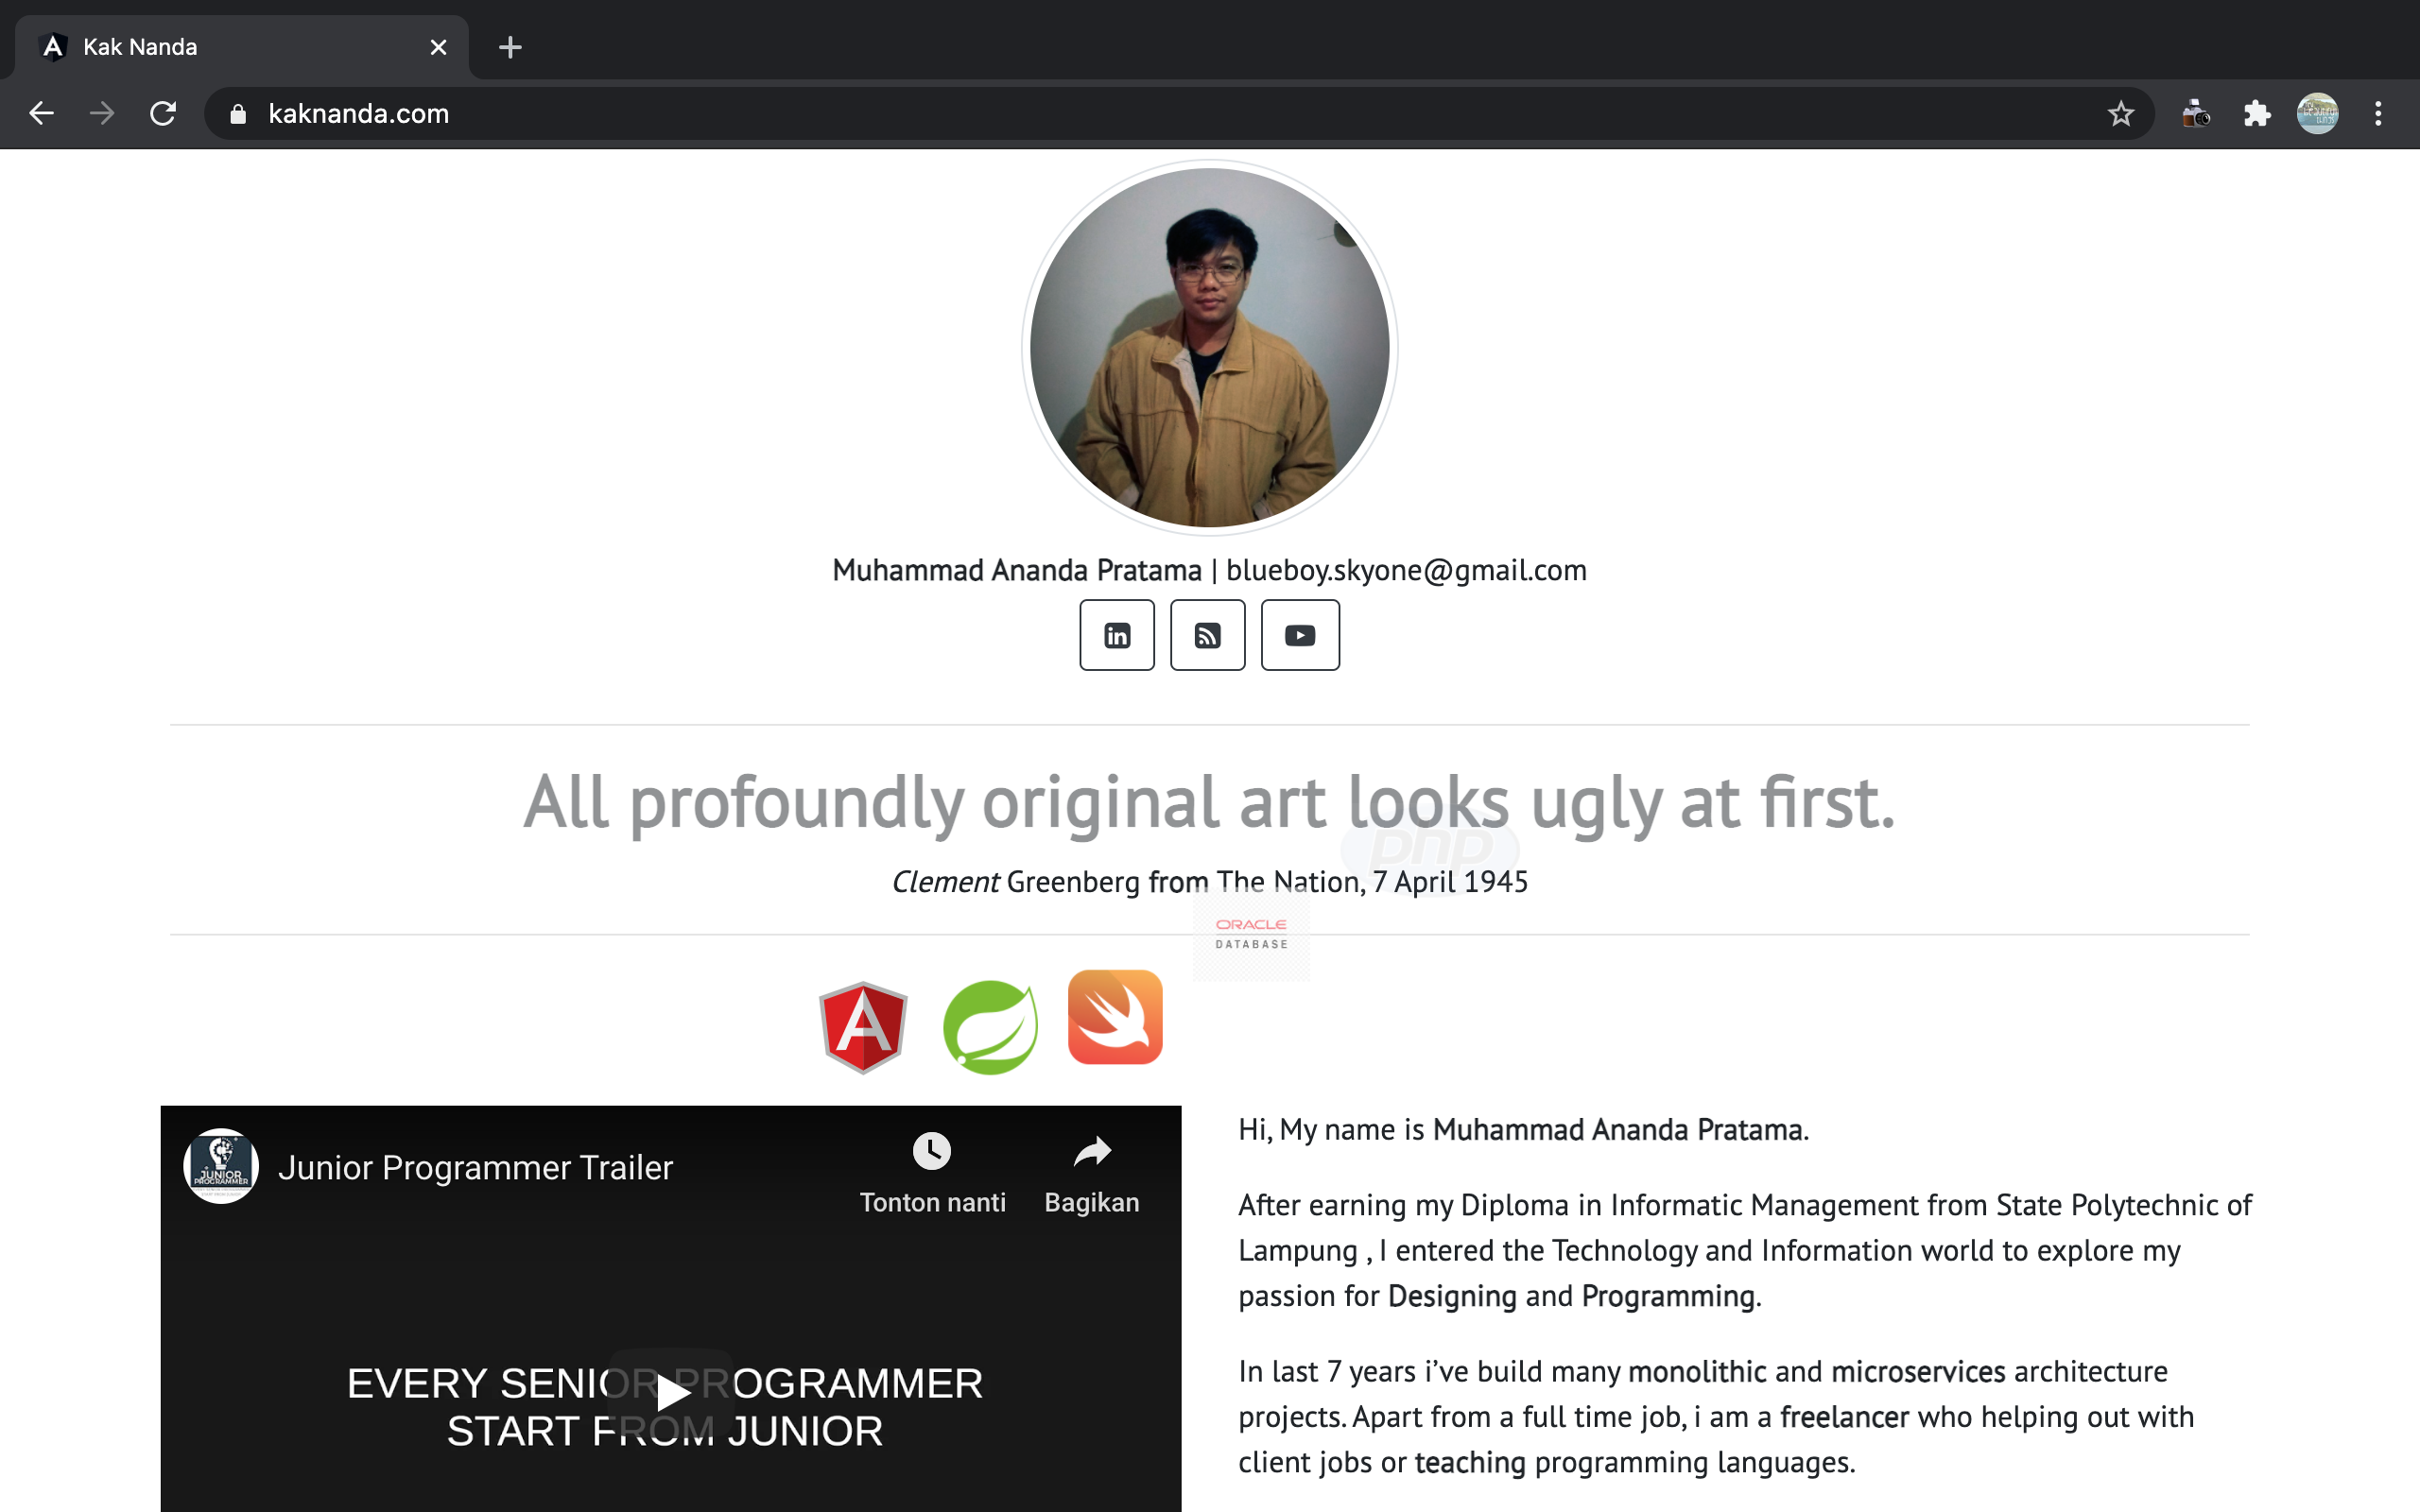 Kak Nanda
kaknanda.com
Muhammad Ananda Pratama | blueboy.skyone@gmail.com
in
All profoundly original art looks ugly at first.
php
Clement Greenberg from The Nation, 7 April 1945
ORACLE
DATABASE
JUNIOR
PROGRAMMER
Junior Programmer Trailer
Tonton nanti
Bagikan
EVERY SENIOR PROGRAMMER
START FROM JUNIOR
Hi, My name is Muhammad Ananda Pratama.
After earning my Diploma in Informatic Management from State Polytechnic of
Lampung , I entered the Technology and Information world to explore my
passion for Designing and Programming.
In last 7 years i’ve build many monolithic and microservices architecture
projects. Apart from a full time job, i am a freelancer who helping out with
client jobs or teaching programming languages.